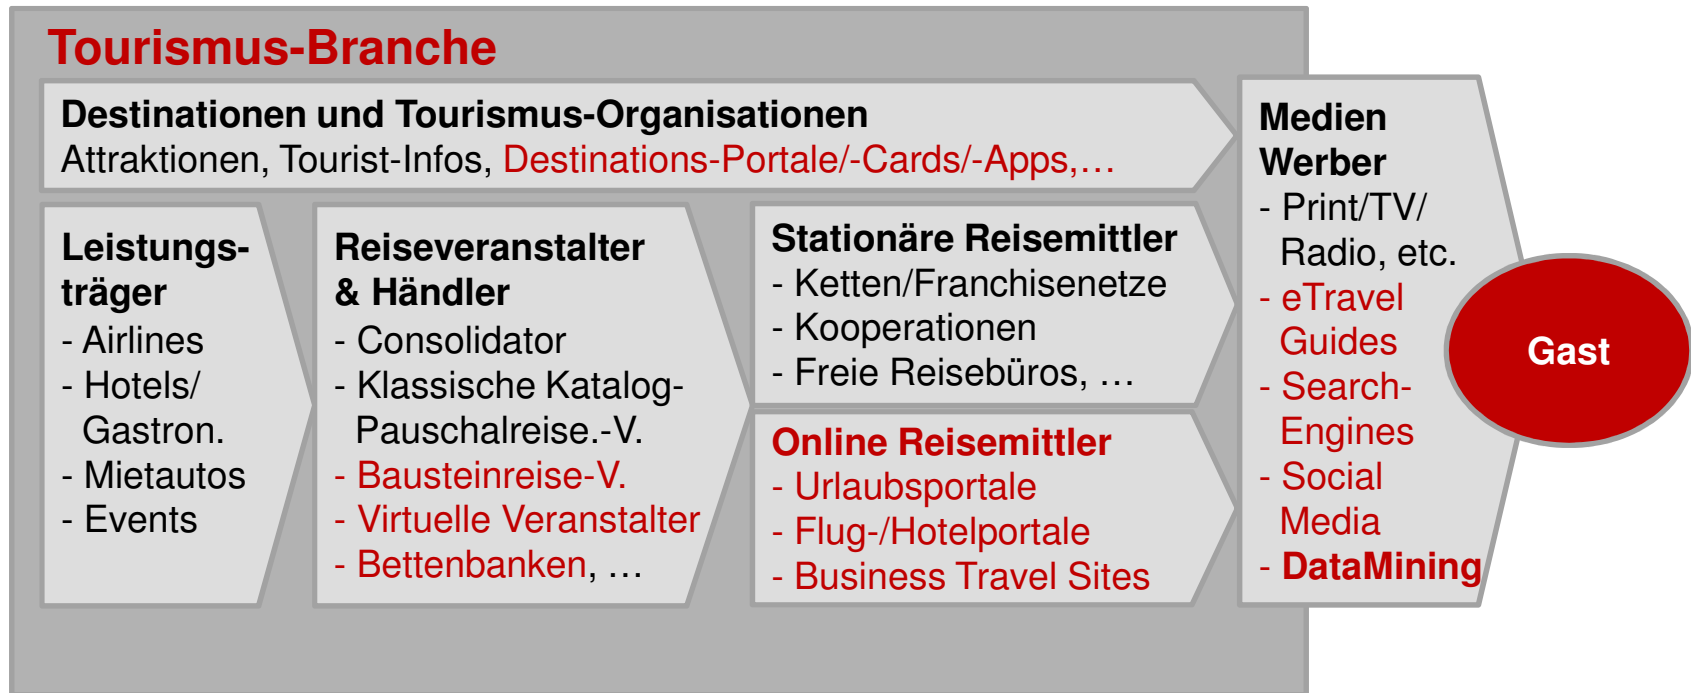 Tourismus-Branche
Destinationen und Tourismus-Organisationen
Attraktionen, Tourist-Infos, Destinations-Portale/-Cards/-Apps,…
Leistungs-
träger
- Airlines
- Hotels/
Gastron.
- Mietautos
- Events
Reiseveranstalter
& Händler
- Consolidator
- Klassische Katalog-
Pauschalreise.-V.
- Bausteinreise-V.
- Virtuelle Veranstalter
- Bettenbanken, …
Stationäre Reisemittler
- Ketten/Franchisenetze
- Kooperationen
- Freie Reisebüros, …
Online Reisemittler
- Urlaubsportale
- Flug-/Hotelportale
- Business Travel Sites
Medien
Werber
- Print/TV/
Radio, etc.
- eTravel
Guides
- Search-
Engines
- Social
Media
- DataMining
Gast